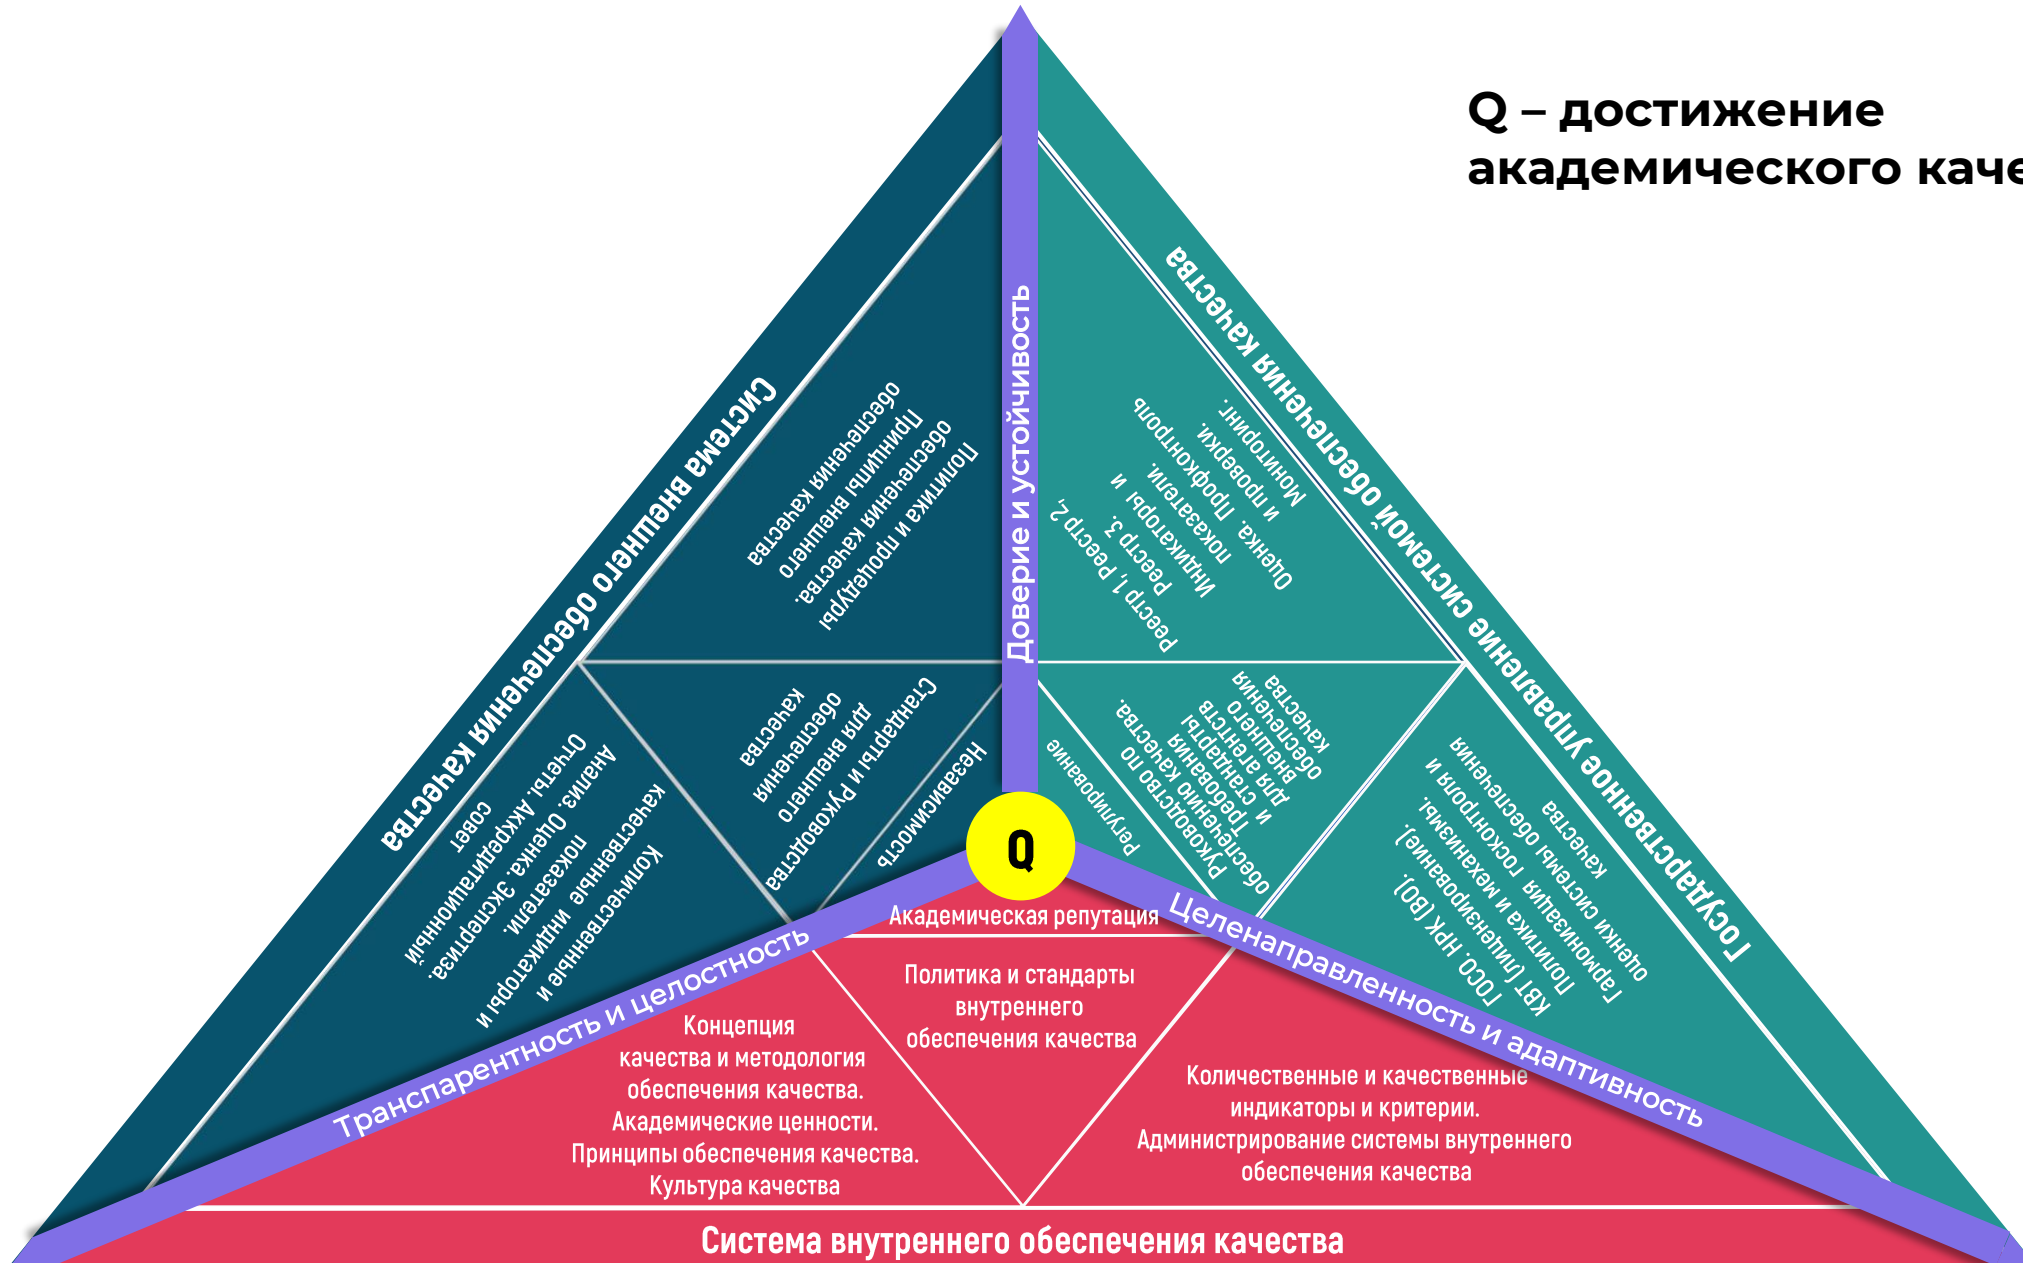 Q – достижение
академического каче
Система внешнего обеспечения качества
Политика и процедуры
обеспечения качества.
Принципы внешнего
обеспечения качества
Стандарты и Руководства
для внешнего
обеспечения
качества
Независимость
Количественные и
качественные индикаторы и
показатели.
Анализ. Оценка. Экспертиза.
Отчеты. Аккредитационный
совет
Доверие и устойчивость
Государственное управление системой обеспечения качества
Реестр 1, Реестр 2,
Реестр 3.
Индикаторы и
показатели.
Оценка. Профконтроль
и проверки.
Мониторинг.
Регулирование
Руководство по
обеспечению качества.
Требования
и стандарты
для агентств
внешнего
обеспечения
качества
ГОСО. НРК (ВО).
КВТ (лицензирование).
Политика и механизмы.
Гармонизация госконтроля и
оценки системы обеспечения
качества
Q
Транспарентность и целостность
Целенаправленность и адаптивность
Академическая репутация
Политика и стандарты
внутреннего
обеспечения качества
Концепция
качества и методология
обеспечения качества.
Академические ценности.
Принципы обеспечения качества.
Культура качества
Количественные и качественные
индикаторы и критерии.
Администрирование системы внутреннего
обеспечения качества
Система внутреннего обеспечения качества